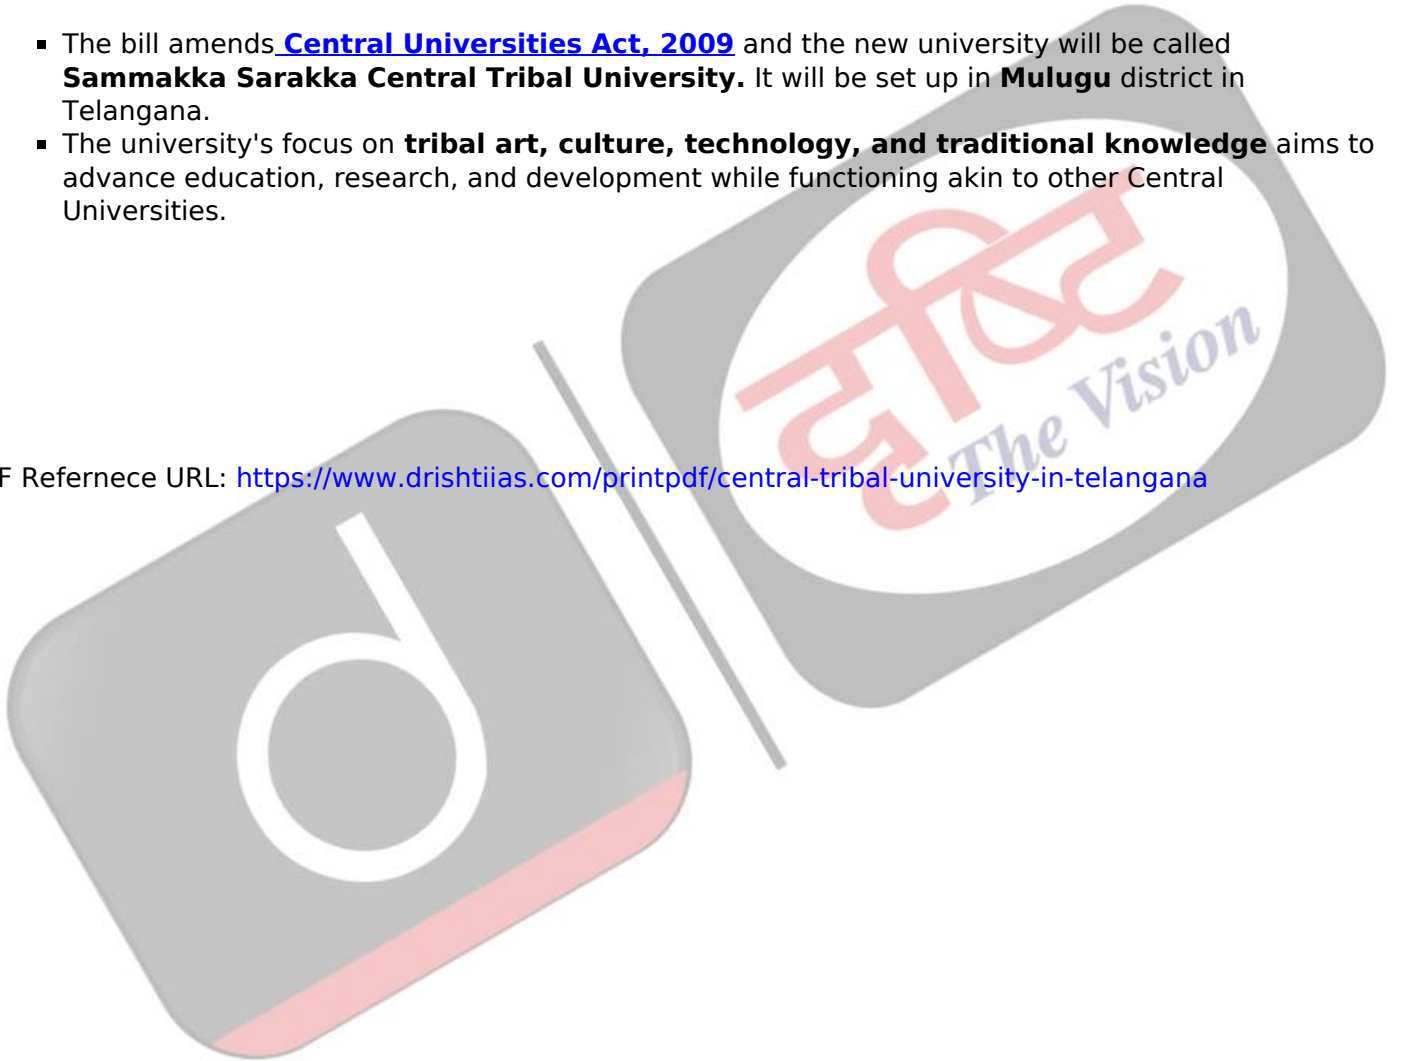 ▪ The bill amends Central Universities Act, 2009 and the new university will be called
Sammakka Sarakka Central Tribal University. It will be set up in Mulugu district in
Telangana.
▪ The university's focus on tribal art, culture, technology, and traditional knowledge aims to
advance education, research, and development while functioning akin to other Central
Universities.
दृष्टि
The Vision
F Refernece URL: https://www.drishtiias.com/printpdf/central-tribal-university-in-telangana
d